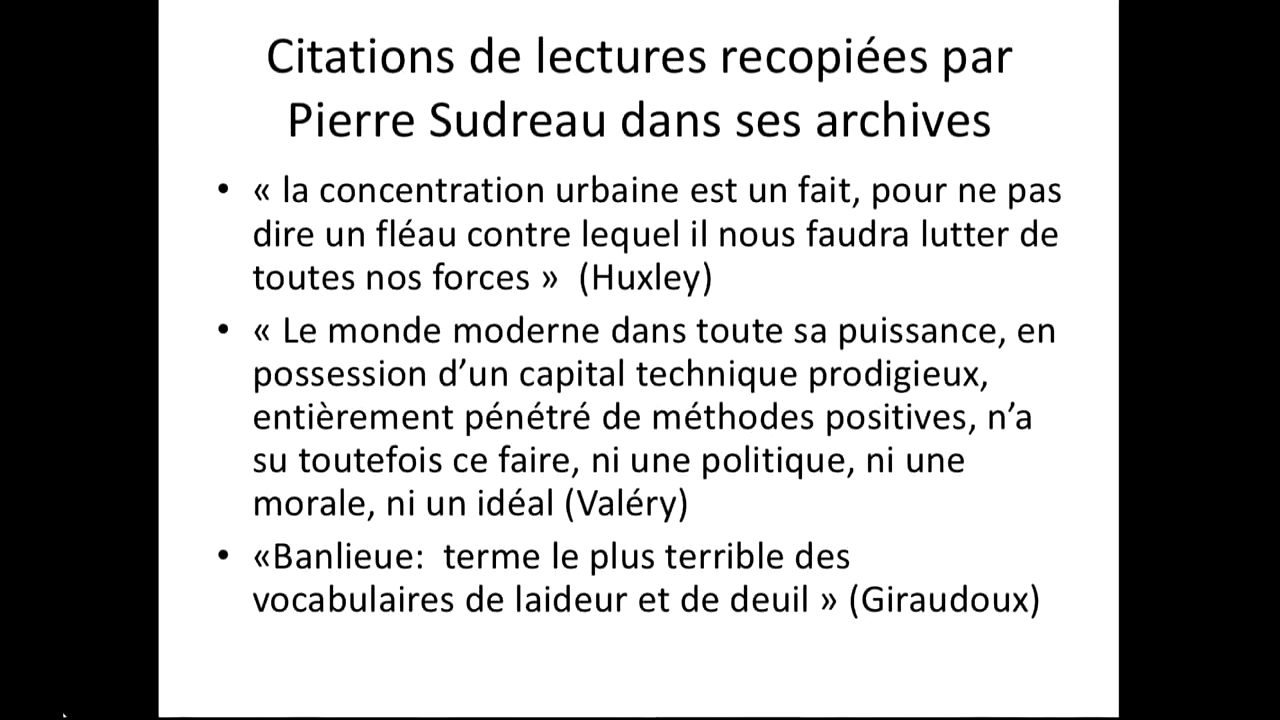 Citations de lectures recopiées par
Pierre Sudreau dans ses archives
• « la concentration urbaine est un fait, pour ne pas
dire un fléau contre lequel il nous faudra lutter de
toutes nos forces »  (Huxley)
• « Le monde moderne dans toute sa puissance, en
possession d’un capital technique prodigieux,
entièrement pénétré de méthodes positives, n’a
su toutefois ce faire, ni une politique, ni une
morale, ni un idéal (Valéry)
• «Banlieue:  terme le plus terrible des
vocabulaires de laideur et de deuil » (Giraudoux)